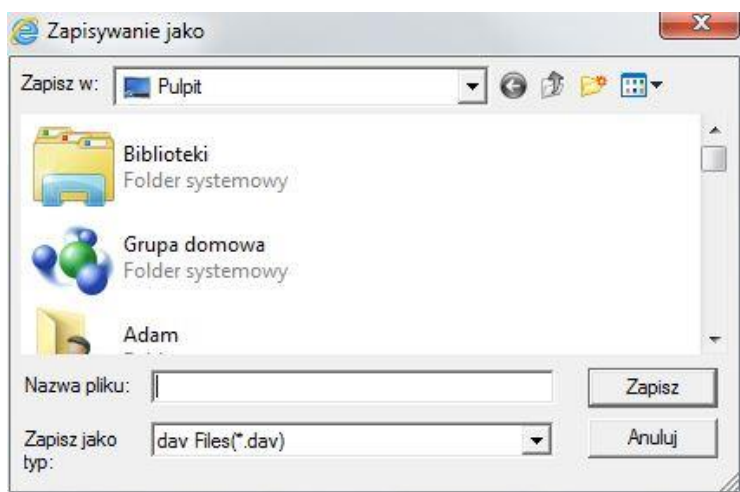 Zapisywanie jako
Zapisz w:
Pulpit
Biblioteki
Folder systemowy
Grupa domowa
Folder systemowy
Adam
Nazwa pliku:
Zapisz
Zapisz jako
typ:
dav Files(*.dav)
Anuluj